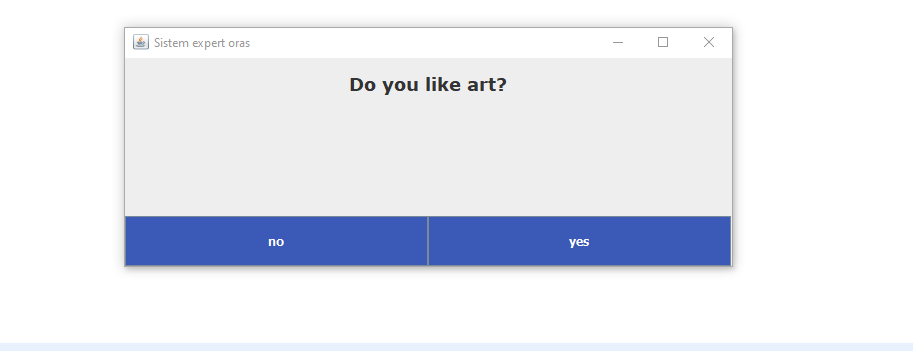 Sistem expert oras
Do you like art?
no
yes